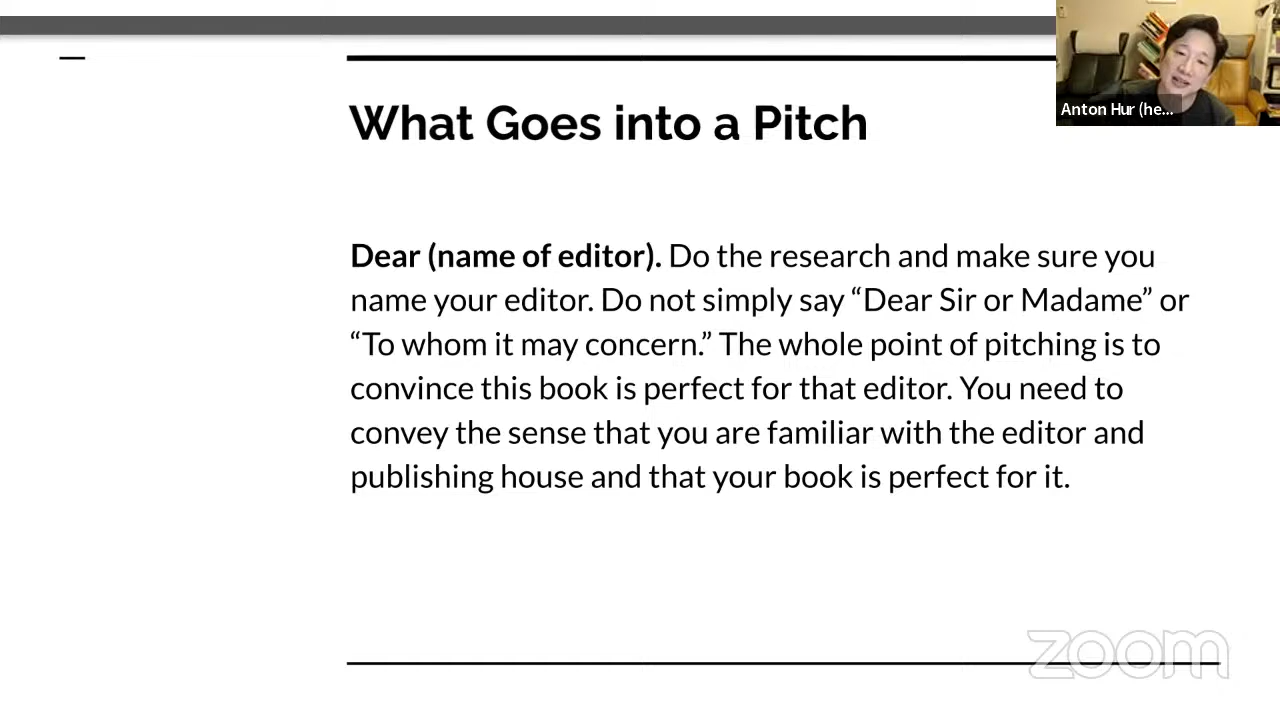 Anton Hur (he...
What Goes into a Pitch
Dear (name of editor). Do the research and make sure you
name your editor. Do not simply say “Dear Sir or Madame” or
“To whom it may concern.” The whole point of pitching is to
convince this book is perfect for that editor. You need to
convey the sense that you are familiar with the editor and
publishing house and that your book is perfect for it.
zoom